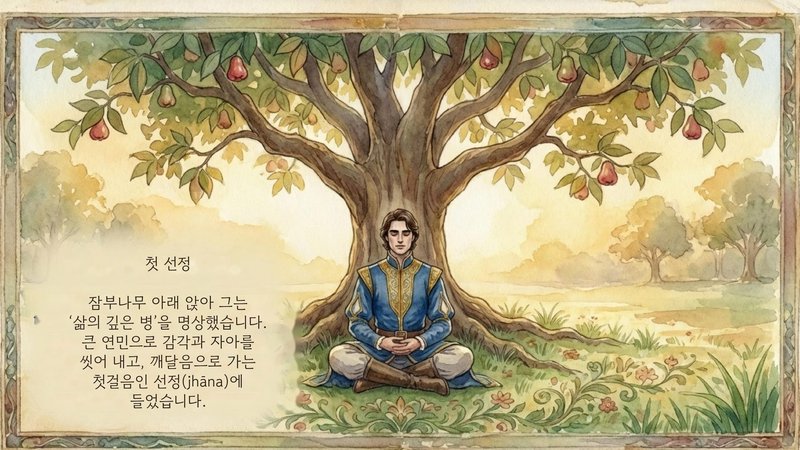 첫 선정
잠부나무 아래 앉아 그는
‘삶의 깊은 병’을 명상했습니다.
큰 연민으로 감각과 자아를
씻어 내고, 깨달음으로 가는
첫걸음인 선정(jhāna)에
들었습니다.